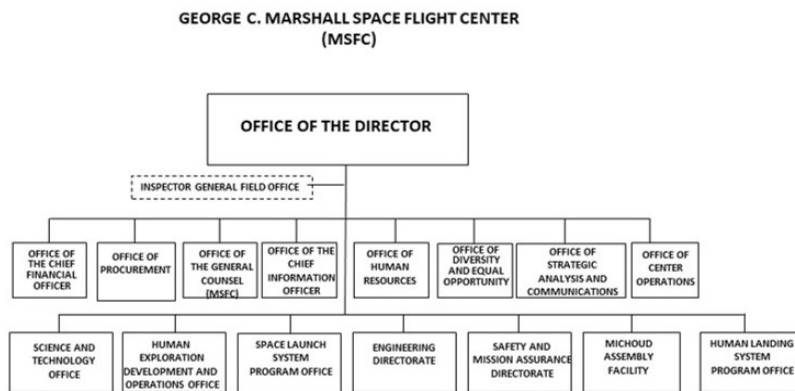 GEORGE C. MARSHALL SPACE FLIGHT CENTER
(MSFC)
OFFICE OF THE DIRECTOR
INSPECTOR GENERAL FIELD OFFICE
OFFICE OF
THE CHIEF
FINANCIAL
OFFICER
OFFICE OF
PROCUREMENT
OFFICE OF
THE GENERAL
COUNSEL
(MSFC)
OFFICE OF THE
CHIEF
INFORMATION
OFFICER
OFFICE OF
HUMAN
RESOURCES
OFFICE OF
DIVERSITY
AND EQUAL
OPPORTUNITY
OFFICE OF
STRATEGIC
ANALYSIS AND
COMMUNICATIONS
OFFICE OF
CENTER
OPERATIONS
SCIENCE AND
TECHNOLOGY
OFFICE
HUMAN
EXPLORATION
DEVELOPMENT AND
OPERATIONS OFFICE
SPACE LAUNCH
SYSTEM
PROGRAM OFFICE
ENGINEERING
DIRECTORATE
SAFETY AND
MISSION ASSURANCE
DIRECTORATE
MICHOUD
ASSEMBLY
FACILITY
HUMAN LANDING
SYSTEM
PROGRAM OFFICE